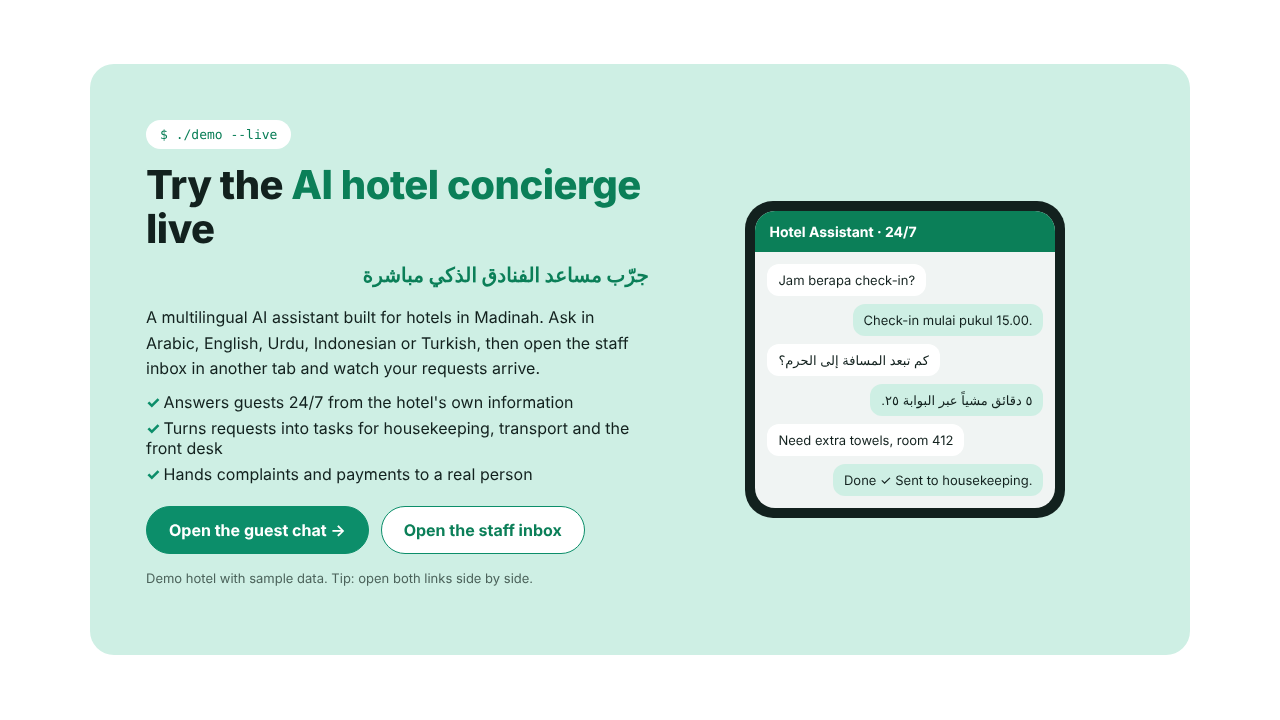 $ ./demo --live
Try the AI hotel concierge
live
جرّب مساعد الفنادق الذكي مباشرة
A multilingual AI assistant built for hotels in Madinah. Ask in
Arabic, English, Urdu, Indonesian or Turkish, then open the staff
inbox in another tab and watch your requests arrive.
✓ Answers guests 24/7 from the hotel's own information
✓ Turns requests into tasks for housekeeping, transport and the
front desk
✓ Hands complaints and payments to a real person
Open the guest chat →
Open the staff inbox
Demo hotel with sample data. Tip: open both links side by side.
Hotel Assistant · 24/7
Jam berapa check-in?
Check-in mulai pukul 15.00.
كم تبعد المسافة إلى الحرم؟
٥ دقائق مشياً عبر البوابة ٢٥.
Need extra towels, room 412
Done ✓ Sent to housekeeping.